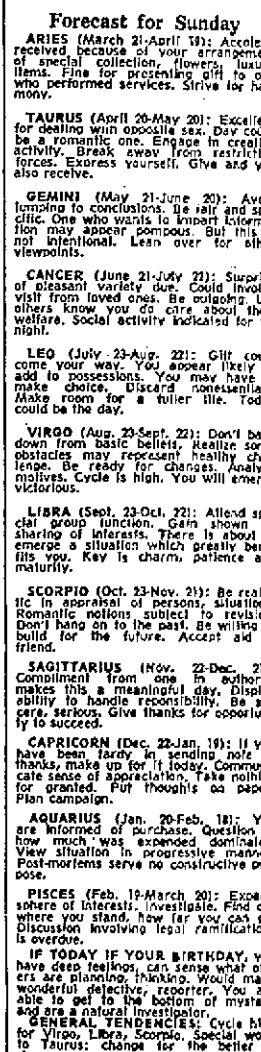 Forecast for Sunday
ARIES (March 21-April 19): Accole
received because of your arrangeme
of special collection, flowers, luxu
items. Fine for presenting gift to o
who performed services. Strive for ha
mony.
TAURUS (April 20-May 20): Excelle
for dealing with opposite sex. Day cou
be a romantic one. Engage in creati
activity. Break away from restricti
forces. Express yourself. Give and y
also receive.
GEMINI (May 21-June 20): Avo
jumping to conclusions. Be fair and sp
cific. One who wants to impart inform
tion may appear pompous. But this
not intentional. Lean over for oth
viewpoints.
CANCER (June 21-July 22): Surpri
of pleasant variety due. Could invol
visit from loved ones. Be outgoing. L
others know you do care about the
welfare. Social activity indicated for
night.
LEO (July 23-Aug. 22): Gift cou
come your way. You appear likely
add to possessions. You may have
make choice. Discard nonessentia
Make room for a fuller life. Tod
could be the day.
VIRGO (Aug. 23-Sept. 22): Don't ba
down from basic beliefs. Realize son
obstacles may represent healthy cha
lenge. Be ready for changes. Analy
motives. Cycle is high. You will emer
victorious.
LIBRA (Sept. 23-Oct. 22): Attend sp
cial group function. Gain shown
sharing of interests. There is about
emerge a situation which greatly ben
fits you. Key is charm, patience a
maturity.
SCORPIO (Oct. 23-Nov. 21): Be real
tic in appraisal of persons, situation
Romantic notions subject to revisio
Don't hang on to the past. Be willing
build for the future. Accept aid
friend.
SAGITTARIUS (Nov. 22-Dec. 2
Compliment from one in author
makes this a meaningful day. Displ
ability to handle reponsibility. Be s
cere, serious. Give thanks for opportu
ty to succeed.
CAPRICORN (Dec. 22-Jan. 19): If y
have been tardy in sending note
thanks, make up for it today. Commu
cate sense of appreciation. Take nothi
for granted. Put thoughts on pape
Plan campaign.
AQUARIUS (Jan. 20-Feb. 18): Y
are informed of purchase. Question
how much was expended dominate
View situation in progressive manne
Post-mortems serve no constructive pu
pose.
PISCES (Feb. 19-March 20): Expa
sphere of interests. Investigate. Find o
where you stand, how far you can g
Discussion involving legal ramificatio
is overdue.
IF TODAY IF YOUR BIRTHDAY, y
have deep feelings, can sense what ot
ers are planning, thinking. Would ma
wonderful detective, reporter. You a
able to get to the bottom of myste
and are a natural investigator.
GENERAL TENDENCIES: Cycle hi
for Virgo, Libra, Scorpio. Special wo
to Taurus: change for the better